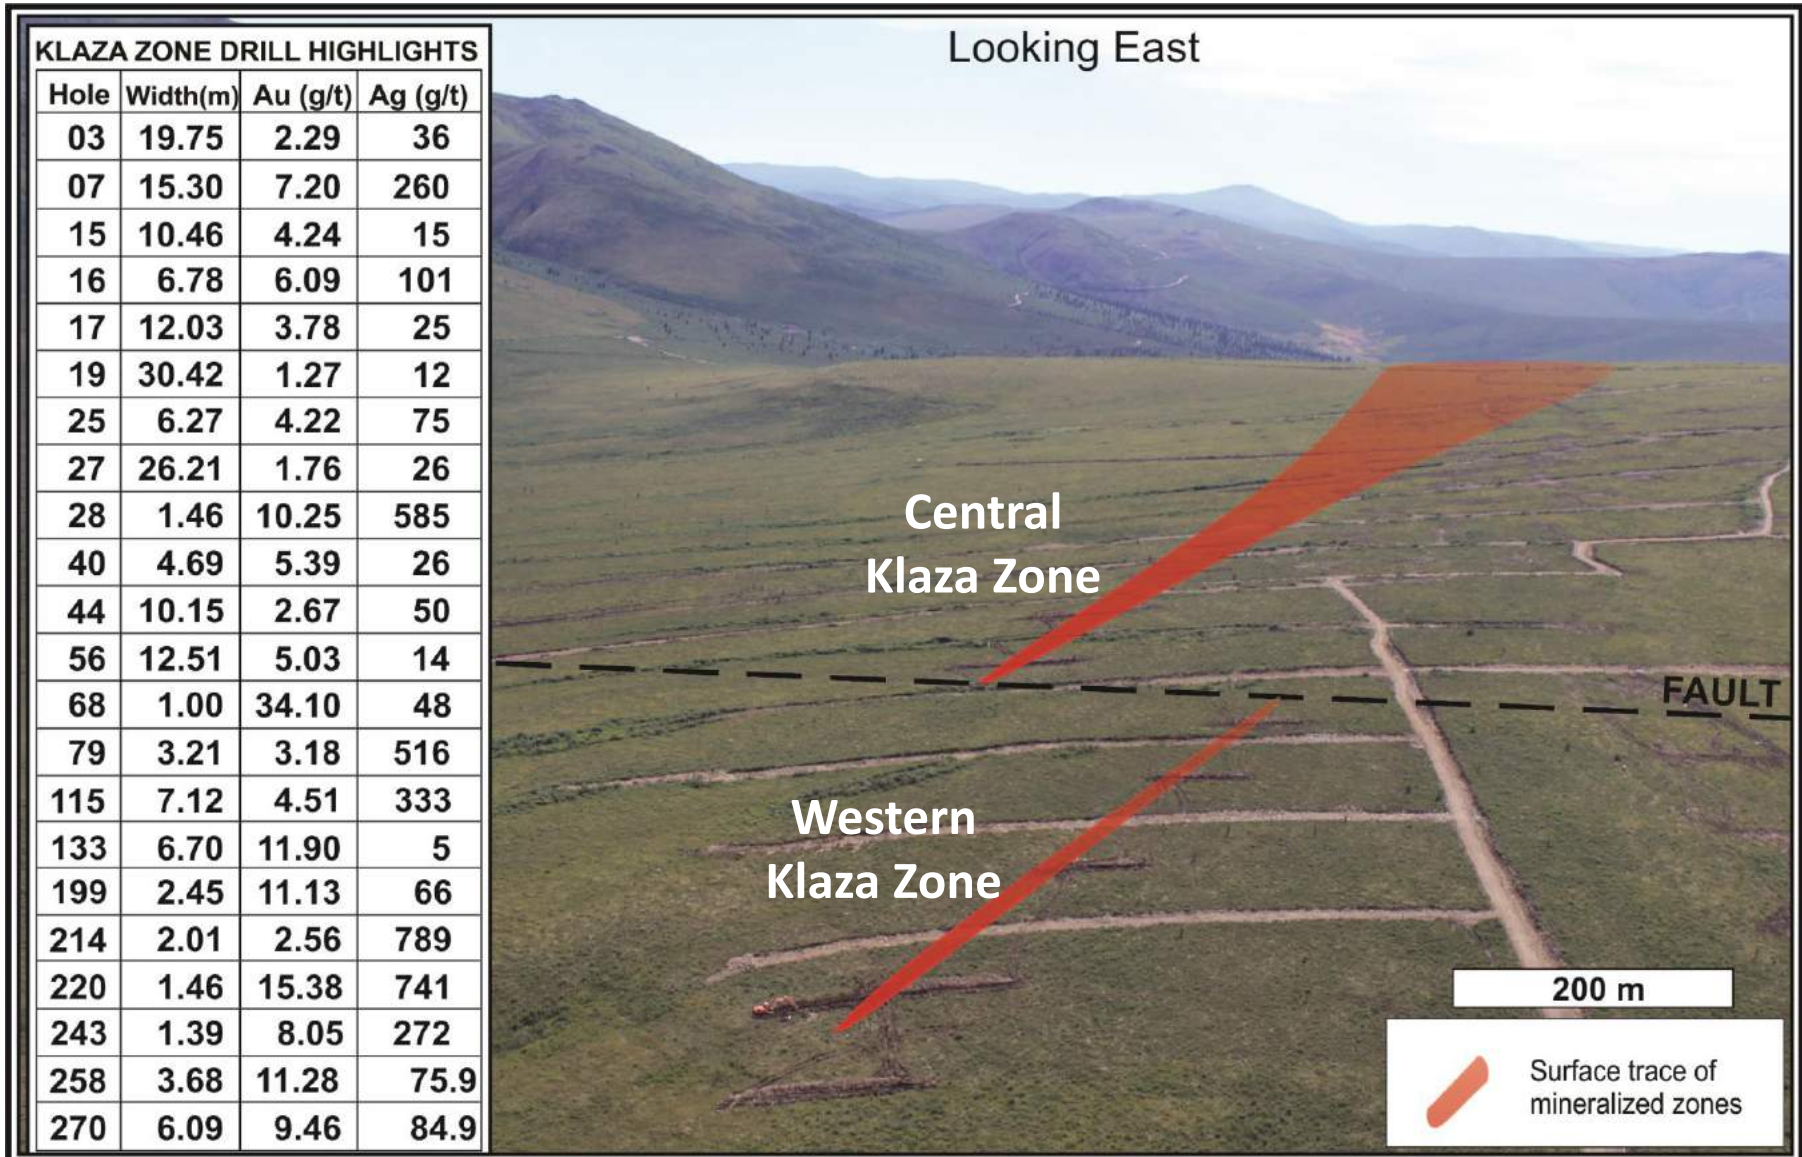 KLAZA ZONE DRILL HIGHLIGHTS
Hole Width(m) Au (g/t) Ag (g/t)
03 19.75 2.29 36
07 15.30 7.20 260
15 10.46 4.24 15
16 6.78 6.09 101
17 12.03 3.78 25
19 30.42 1.27 12
25 6.27 4.22 75
27 26.21 1.76 26
28 1.46 10.25 585
40 4.69 5.39 26
44 10.15 2.67 50
56 12.51 5.03 14
68 1.00 34.10 48
79 3.21 3.18 516
115 7.12 4.51 333
133 6.70 11.90 5
199 2.45 11.13 66
214 2.01 2.56 789
220 1.46 15.38 741
243 1.39 8.05 272
258 3.68 11.28 75.9
270 6.09 9.46 84.9
Looking East
Central
Klaza Zone
FAULT
Western
Klaza Zone
200 m
Surface trace of
mineralized zones